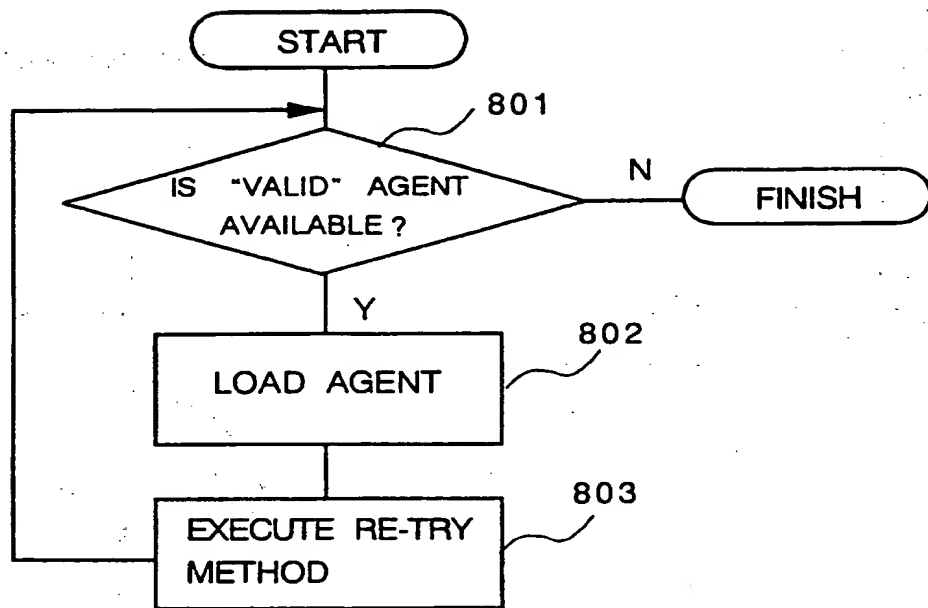 START
801
IS "VALID" AGENT
AVAILABLE ?
N
FINISH
Y
802
LOAD AGENT
803
EXECUTE RE-TRY
METHOD